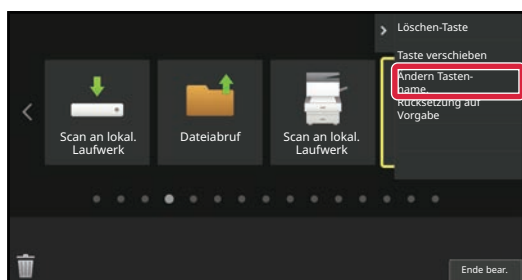 Löschen-Taste
Taste verschieben
Ändern Tasten-
name.
Rücksetzung auf
Vorgabe
Scan an lokal.
Laufwerk
Dateiabruf
Scan an lokal.
Laufwerk
Ende bear.